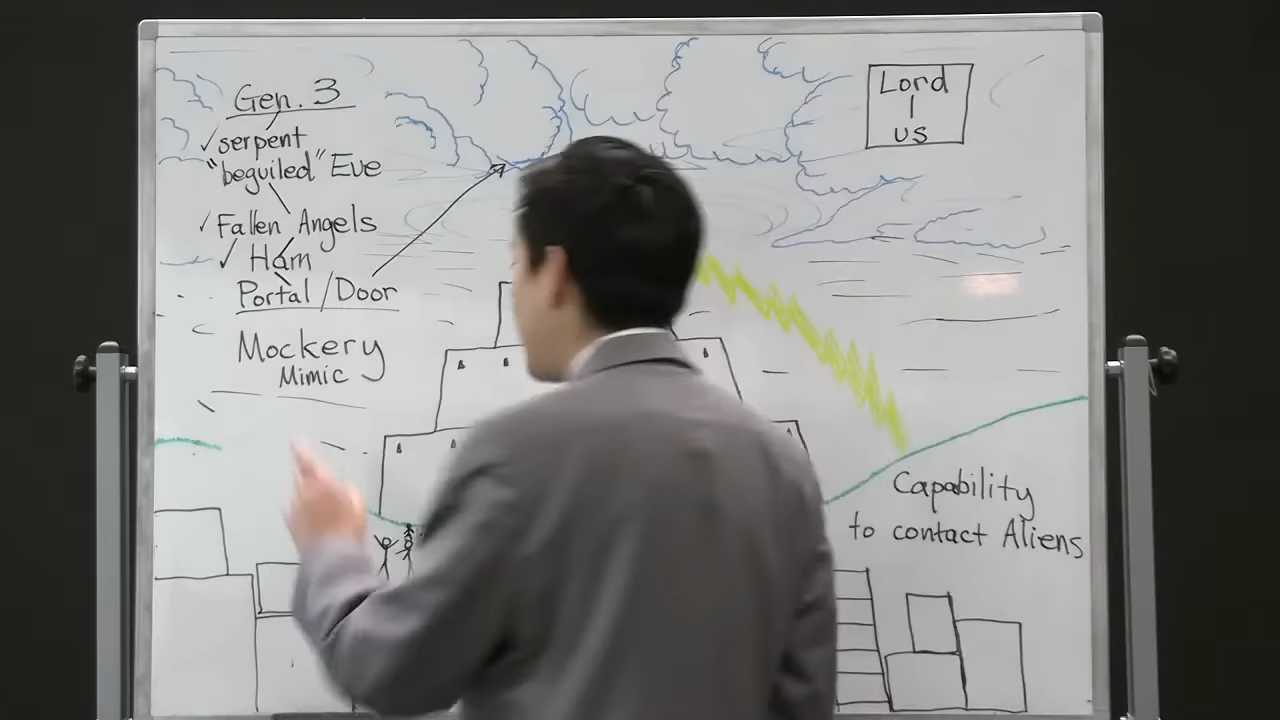 Gen. 3
✓serpent
"beguiled" Eve
✓Fallen Angels
✓ Ham
Portal/Door
Mockery
Mimic
Lord
us
Capability
to contact Aliens